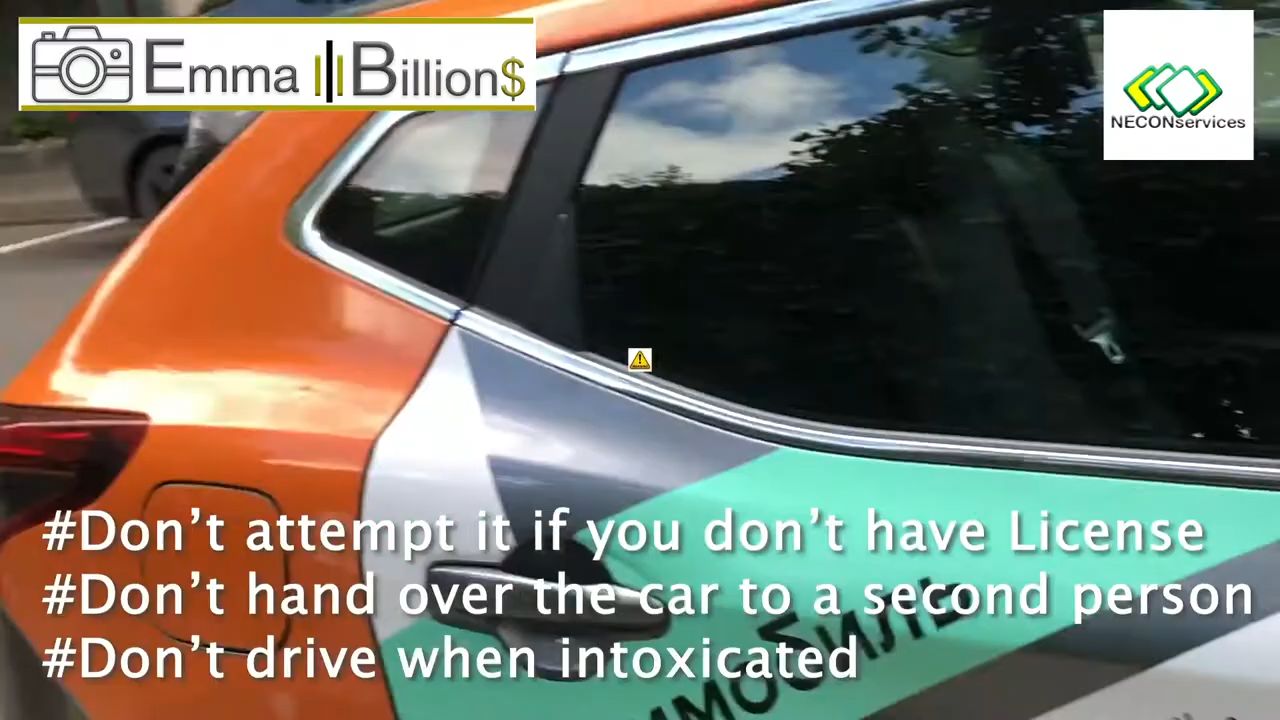 Emma Billion$
NECONservices
#Don't attempt it if you don't have License
#Don't hand over the car to a second person
#Don't drive when intoxicated
имобиль